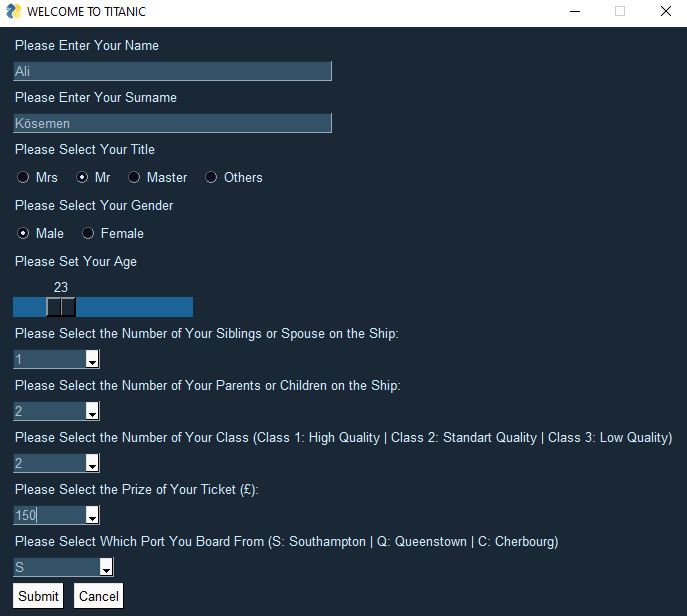 WELCOME TO TITANIC
Please Enter Your Name
Ali
Please Enter Your Surname
Kösemen
Please Select Your Title
Mrs Mr Master Others
Please Select Your Gender
Male Female
Please Set Your Age
23
Please Select the Number of Your Siblings or Spouse on the Ship:
1
Please Select the Number of Your Parents or Children on the Ship:
2
Please Select the Number of Your Class (Class 1: High Quality | Class 2: Standart Quality | Class 3: Low Quality)
2
Please Select the Prize of Your Ticket (£):
150
Please Select Which Port You Board From (S: Southampton | Q: Queenstown | C: Cherbourg)
S
Submit Cancel